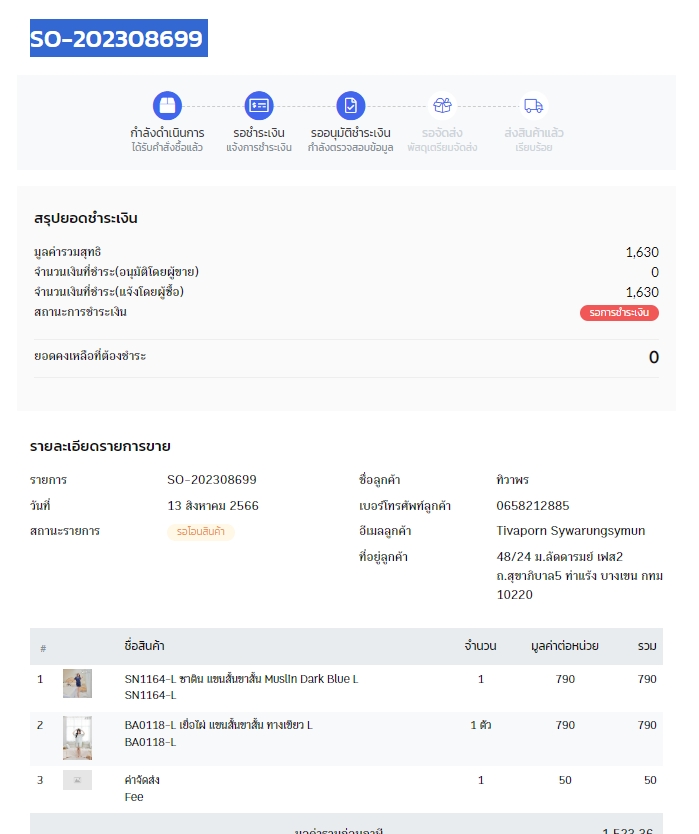 SO-202308699
กำลังดำเนินการ
ได้รับคำสั่งซื้อแล้ว
รอชำระเงิน
แจ้งการชำระเงิน
รออนุมัติชำระเงิน
กำลังตรวจสอบข้อมูล
รอจัดส่ง
พัสดุเตรียมจัดส่ง
ส่งสินค้าแล้ว
เรียบร้อย
สรุปยอดชำระเงิน
มูลค่ารวมสุทธิ 1,630
จำนวนเงินที่ชำระ(อนุมัติโดยผู้ขาย) 0
จำนวนเงินที่ชำระ(แจ้งโดยผู้ซื้อ) 1,630
สถานะการชำระเงิน รอการชำระเงิน
ยอดคงเหลือที่ต้องชำระ 0
รายละเอียดรายการขาย
รายการ SO-202308699
วันที่ 13 สิงหาคม 2566
สถานะรายการ รอโอนสินค้า
ชื่อลูกค้า ทิวาพร
เบอร์โทรศัพท์ลูกค้า 0658212885
อีเมลลูกค้า Tivaporn Sywarungsymun
ที่อยู่ลูกค้า 48/24 ม.ลัดดารมย์ เฟส2
ถ.สุขาภิบาล5 ท่าแร้ง บางเขน กทม
10220
# ชื่อสินค้า จำนวน มูลค่าต่อหน่วย รวม
1 SN1164-L ซาติน แขนสั้นขาสั้น Muslin Dark Blue L 1 790 790
SN1164-L
2 BA0118-L เยื่อไผ่ แขนสั้นขาสั้น ทางเขียว L 1 ตัว 790 790
BA0118-L
3 ค่าจัดส่ง 1 50 50
Fee
มูลค่ารวมก่อนภาษี 1,523.36